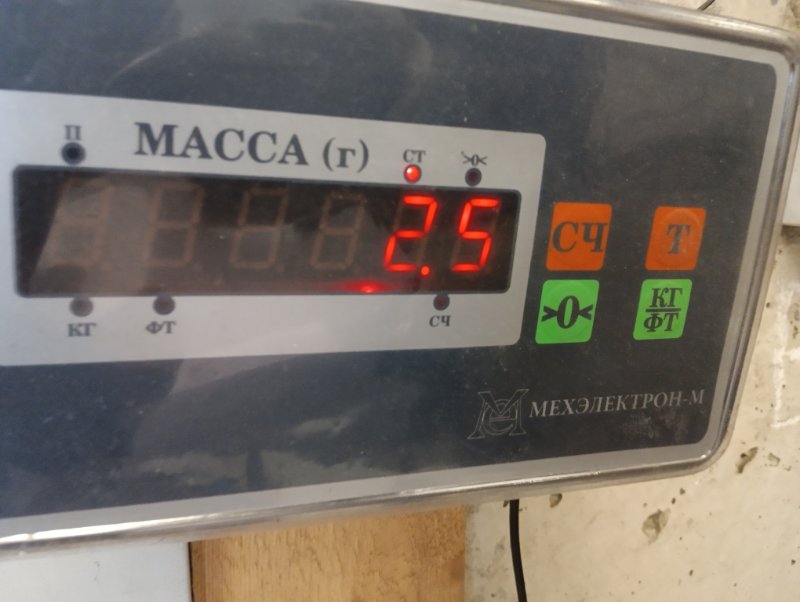 П
МАССА (г)
СТ
>0<
2.5
КГ
ФТ
СЧ
СЧ
Т
>0<
КГ
ФТ
МЕХЭЛЕКТРОН-М